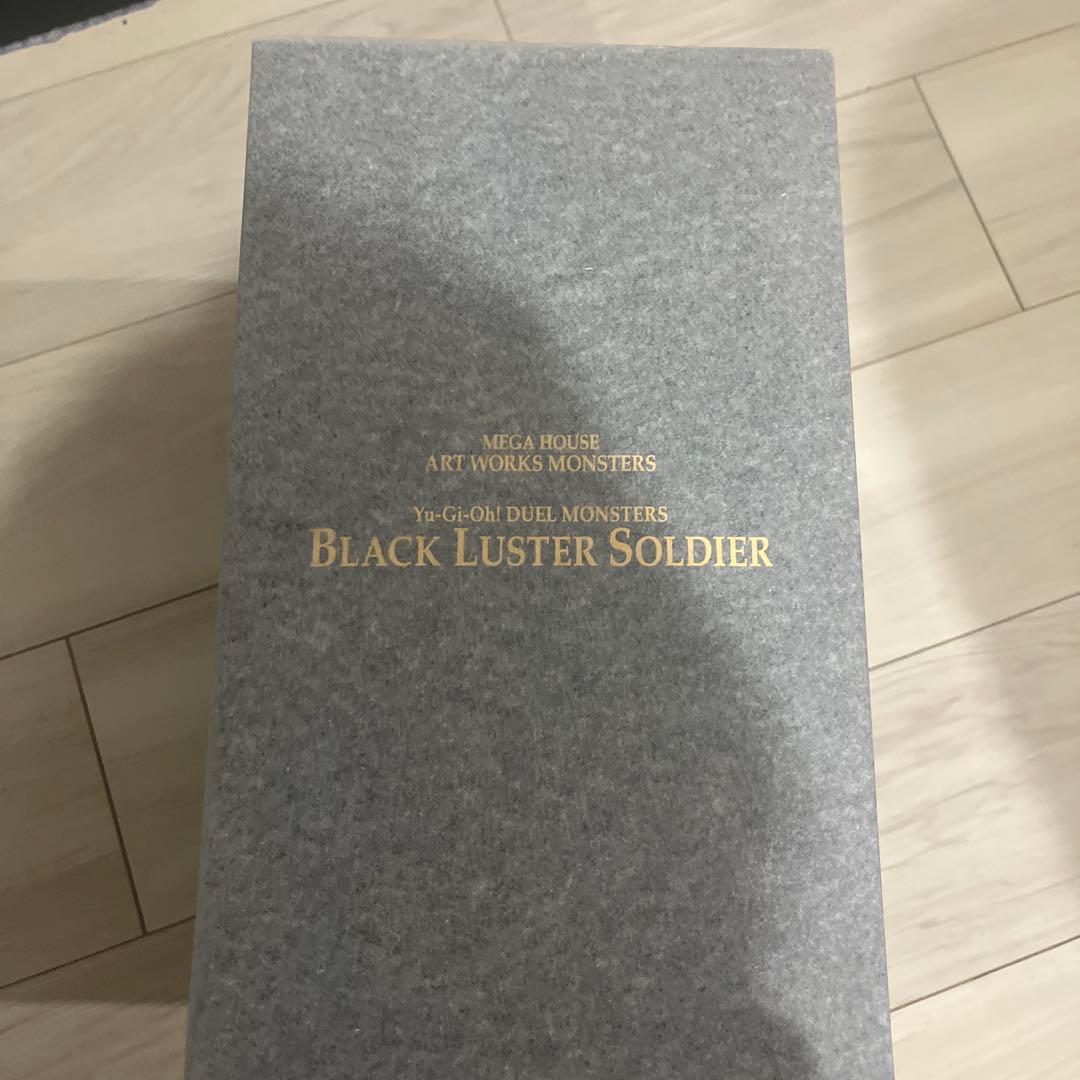 MEGA HOUSE
ART WORKS MONSTERS
Yu-Gi-Oh! DUEL MONSTERS
BLACK LUSTER SOLDIER